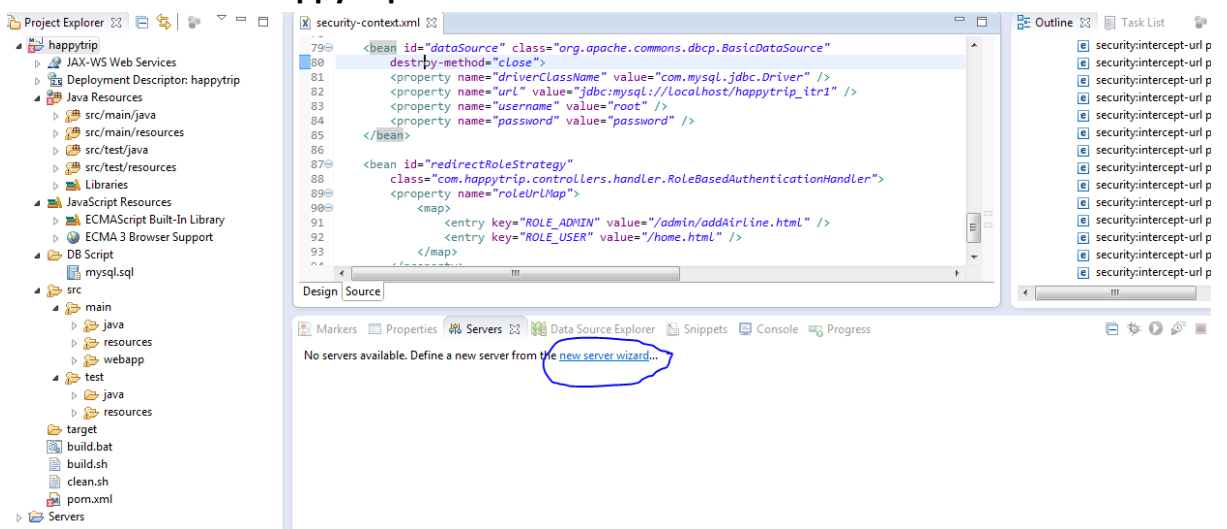 Project Explorer
happytrip
JAX-WS Web Services
Deployment Descriptor: happytrip
Java Resources
src/main/java
src/main/resources
src/test/java
src/test/resources
Libraries
JavaScript Resources
ECMAScript Built-In Library
ECMA 3 Browser Support
DB Script
mysql.sql
src
main
java
resources
webapp
test
java
resources
target
build.bat
build.sh
clean.sh
pom.xml
Servers
security-context.xml
79 <bean id="dataSource" class="org.apache.commons.dbcp.BasicDataSource"
80 destroy-method="close">
81 <property name="driverClassName" value="com.mysql.jdbc.Driver" />
82 <property name="url" value="jdbc:mysql://localhost/happytrip_itr1" />
83 <property name="username" value="root" />
84 <property name="password" value="password" />
85 </bean>
86
87 <bean id="redirectRoleStrategy"
88 class="com.happytrip.controllers.handler.RoleBasedAuthenticationHandler">
89 <property name="roleUrlMap">
90 <map>
91 <entry key="ROLE_ADMIN" value="/admin/addAirline.html" />
92 <entry key="ROLE_USER" value="/home.html" />
93 </map>
Design Source
Markers Properties Servers Data Source Explorer Snippets Console Progress
No servers available. Define a new server from the new server wizard...
Outline Task List
security:intercept-url p
security:intercept-url p
security:intercept-url p
security:intercept-url p
security:intercept-url p
security:intercept-url p
security:intercept-url p
security:intercept-url p
security:intercept-url p
security:intercept-url p
security:intercept-url p
security:intercept-url p
security:intercept-url p
security:intercept-url p